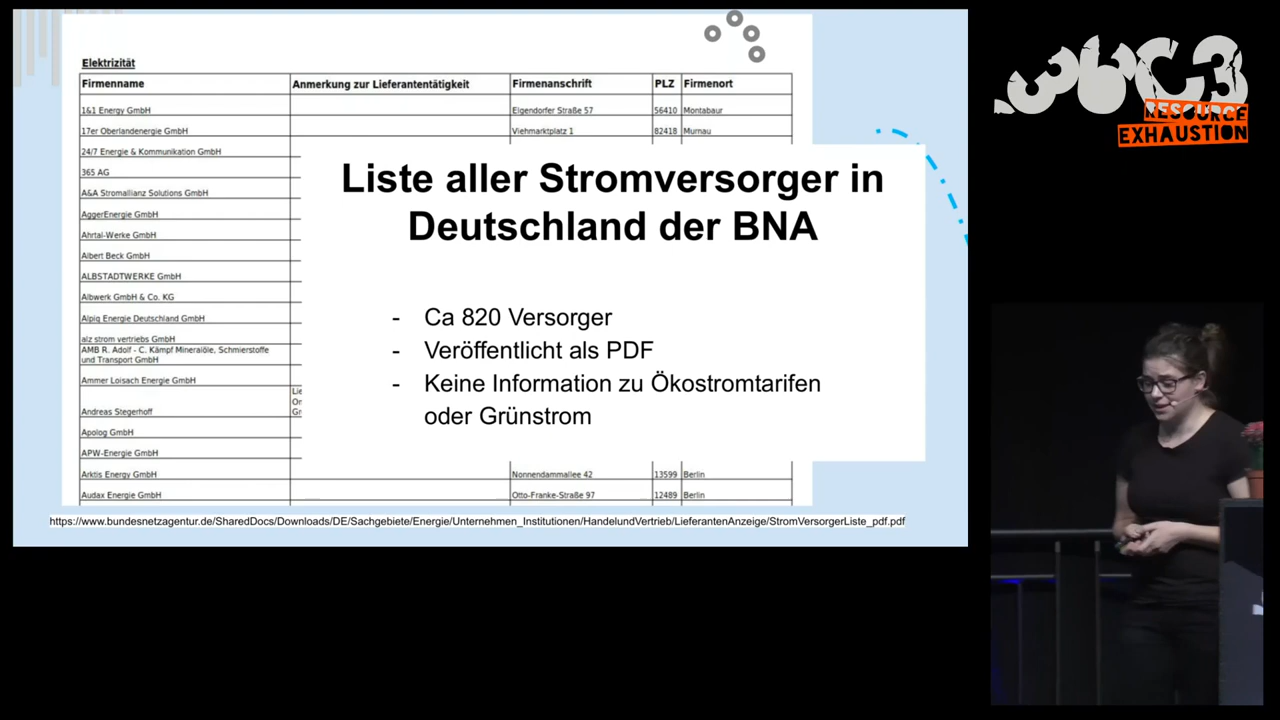 Elektrizität
Firmenname Anmerkung zur Lieferantentätigkeit Firmenanschrift PLZ Firmenort
1&1 Energy GmbH Elgendorfer Straße 57 56410 Montabaur
17er Oberlandenergie GmbH Viehmarktplatz 1 82418 Murnau
24/7 Energie & Kommunikation GmbH
365 AG
A&A Stromallianz Solutions GmbH
AggerEnergie GmbH
Ahrtal-Werke GmbH
Albert Beck GmbH
ALBSTADTWERKE GmbH
Albwerk GmbH & Co. KG
Alpiq Energie Deutschland GmbH
alz strom vertriebs GmbH
AMB R. Adolf - C. Kämpf Mineralöle, Schmierstoffe
und Transport GmbH
Ammer Loisach Energie GmbH
Andreas Stegerhoff
Apolog GmbH
APW-Energie GmbH
Arktis Energy GmbH Nonnendammallee 42 13599 Berlin
Audax Energie GmbH Otto-Franke-Straße 97 12489 Berlin
Liste aller Stromversorger in
Deutschland der BNA
- Ca 820 Versorger
- Veröffentlicht als PDF
- Keine Information zu Ökostromtarifen
oder Grünstrom
https://www.bundesnetzagentur.de/SharedDocs/Downloads/DE/Sachgebiete/Energie/Unternehmen_Institutionen/HandelundVertrieb/LieferantenAnzeige/StromVersorgerListe_pdf.pdf
36C3
RESOURCE
EXHAUSTION